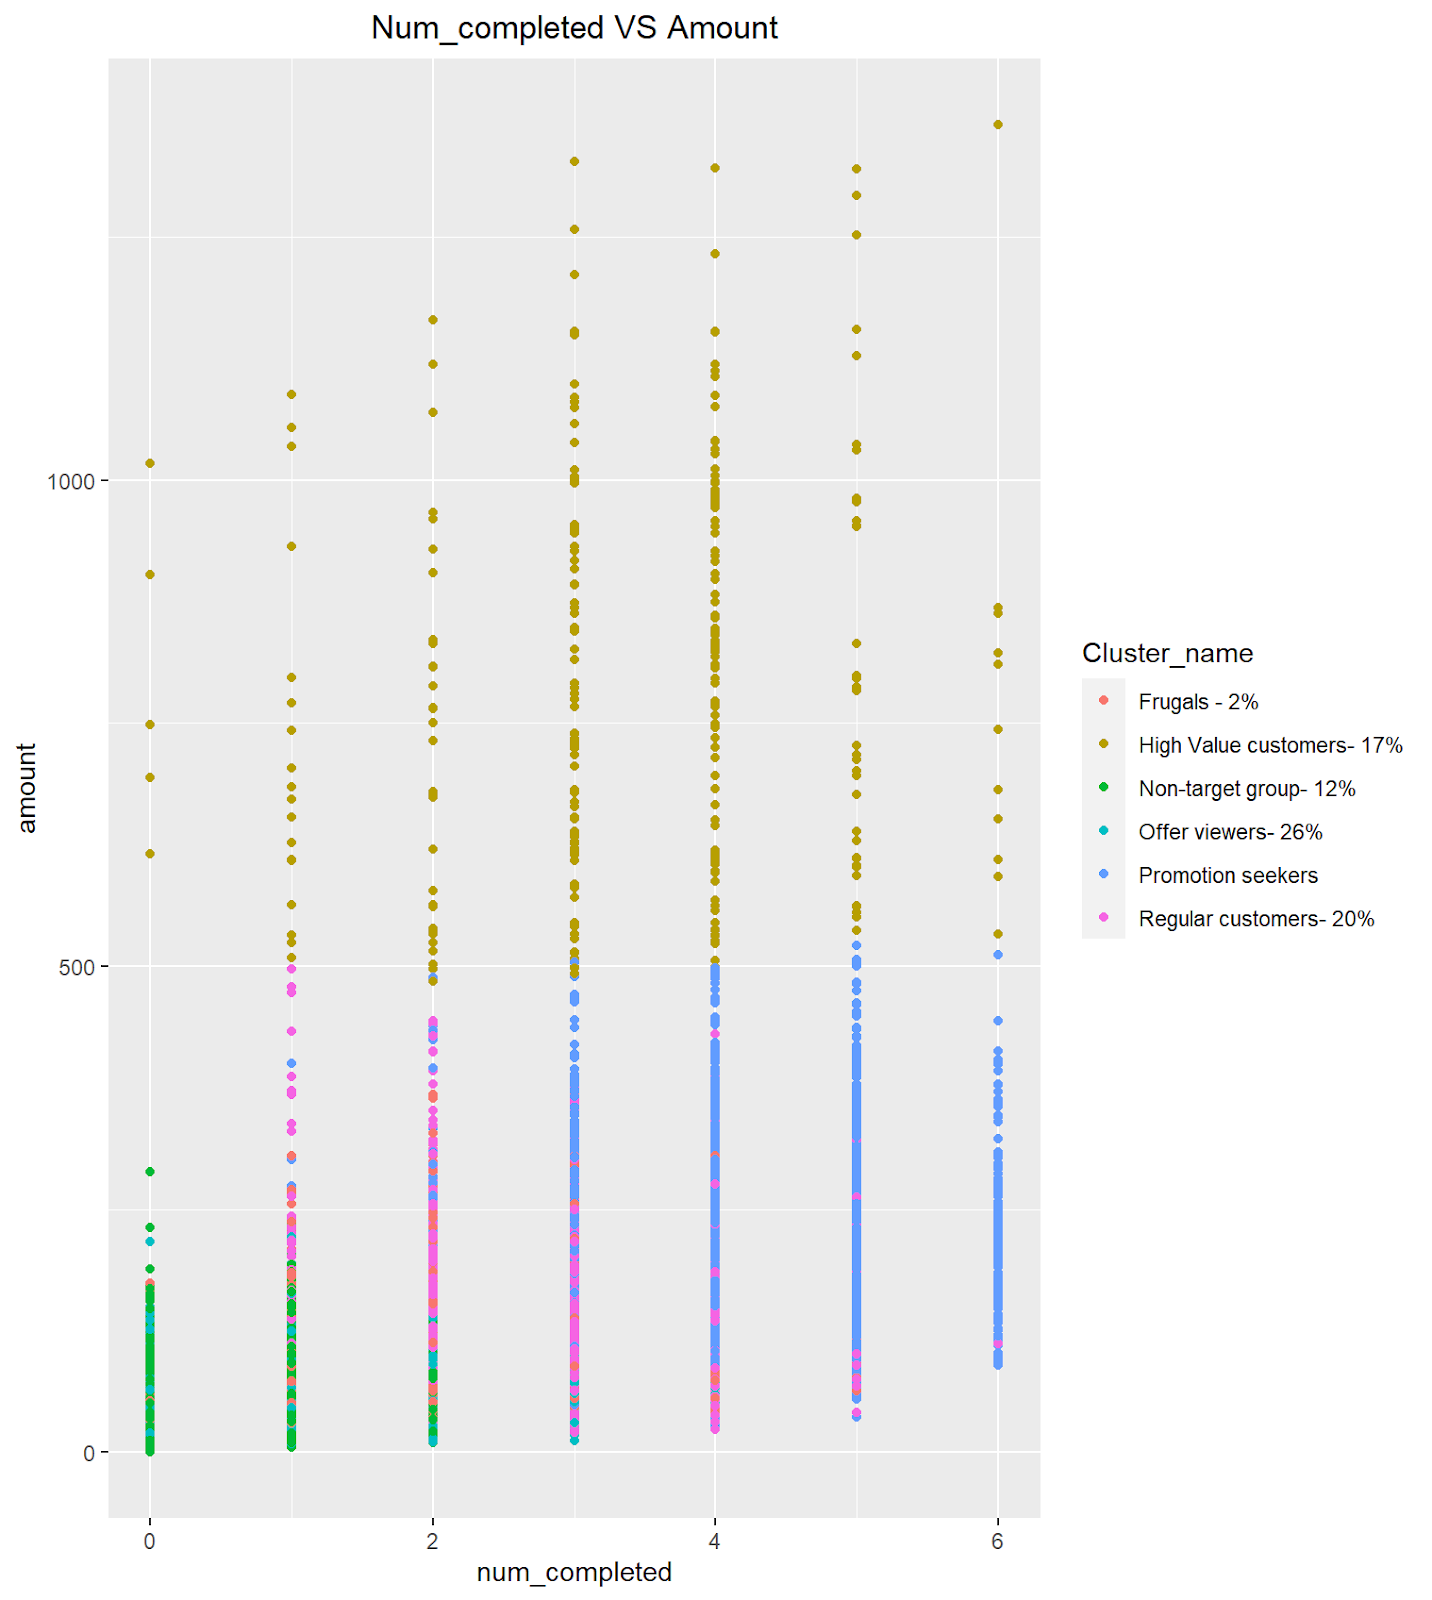 Num_completed VS Amount
1000
500
0
amount
0 2 4 6
num_completed
Cluster_name
Frugals - 2%
High Value customers- 17%
Non-target group- 12%
Offer viewers- 26%
Promotion seekers
Regular customers- 20%